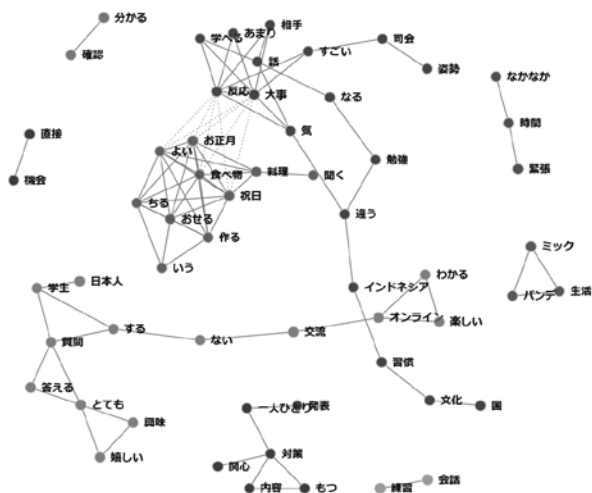 分かる
あまり
相手
学べる
すごい
司会
確認
話
姿勢
なかなか
反応
大事
なる
時間
直接
気
お正月
よい
勉強
緊張
機会
食べ物
料理
聞く
祝日
ちる
おせる
違う
作る
ミック
いう
わかる
日本人
学生
インドネシア
パンデ
生活
オンライン
楽しい
する
交流
質問
ない
習慣
答える
とても
文化
国
一人ひとり
発表
興味
対策
嬉しい
関心
会話
内容
もつ
練習